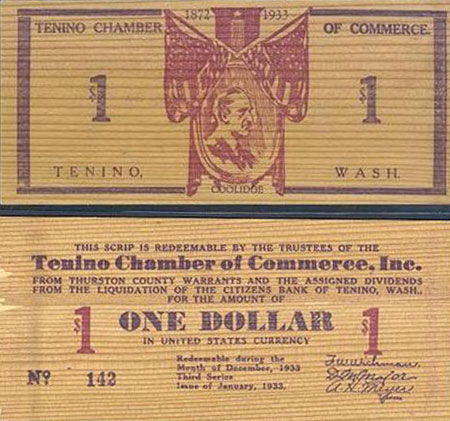 1872 1933
TENINO CHAMBER OF COMMERCE.
$1 $1
TENINO, WASH.
COOLIDGE
THIS SCRIP IS REDEEMABLE BY THE TRUSTEES OF THE
Tenino Chamber of Commerce, Inc.
FROM THURSTON COUNTY WARRANTS AND THE ASSIGNED DIVIDENDS
FROM THE LIQUIDATION OF THE CITIZENS BANK OF TENINO, WASH.,
FOR THE AMOUNT OF
$1 ONE DOLLAR $1
IN UNITED STATES CURRENCY
Redeemable during the
Month of December, 1933
Third Series
Issue of January, 1933.
Nº 142
D. M. Major
A. H. Meyer